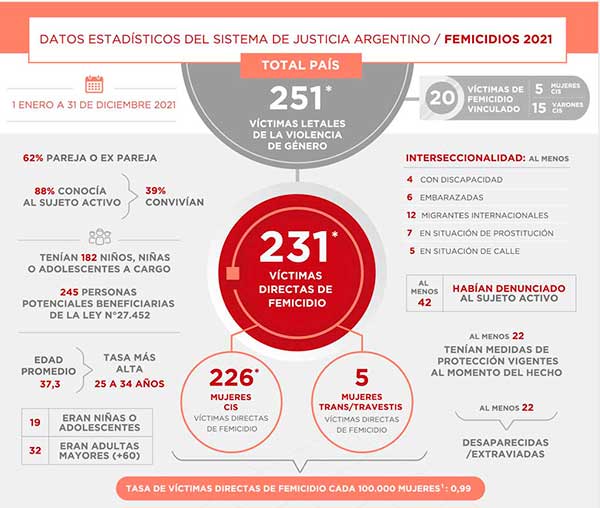 DATOS ESTADÍSTICOS DEL SISTEMA DE JUSTICIA ARGENTINO / FEMICIDIOS 2021
TOTAL PAÍS
1 ENERO A 31 DE DICIEMBRE 2021
251*
VÍCTIMAS LETALES
DE LA VIOLENCIA
DE GÉNERO
20
VÍCTIMAS DE
FEMICIDIO
VINCULADO
5 MUJERES
CIS
15 VARONES
CIS
62% PAREJA O EX PAREJA
88% CONOCÍA
AL SUJETO ACTIVO
39%
CONVIVÍAN
TENÍAN 182 NIÑOS, NIÑAS
O ADOLESCENTES A CARGO
245 PERSONAS
POTENCIALES BENEFICIARIAS
DE LA LEY N°27.452
EDAD
PROMEDIO
37,3
TASA MÁS
ALTA
25 A 34 AÑOS
19 ERAN NIÑAS O
ADOLESCENTES
32 ERAN ADULTAS
MAYORES (+60)
231*
VÍCTIMAS
DIRECTAS DE
FEMICIDIO
226*
MUJERES
CIS
VÍCTIMAS DIRECTAS
DE FEMICIDIO
5
MUJERES
TRANS/TRAVESTIS
VÍCTIMAS DIRECTAS
DE FEMICIDIO
INTERSECCIONALIDAD: AL MENOS
4 CON DISCAPACIDAD
6 EMBARAZADAS
12 MIGRANTES INTERNACIONALES
7 EN SITUACIÓN DE PROSTITUCIÓN
5 EN SITUACIÓN DE CALLE
AL
MENOS
42
HABÍAN DENUNCIADO
AL SUJETO ACTIVO
AL MENOS 22
TENÍAN MEDIDAS DE
PROTECCIÓN VIGENTES
AL MOMENTO DEL HECHO
AL MENOS 22
DESAPARECIDAS
/EXTRAVIADAS
TASA DE VÍCTIMAS DIRECTAS DE FEMICIDIO CADA 100.000 MUJERES¹: 0,99